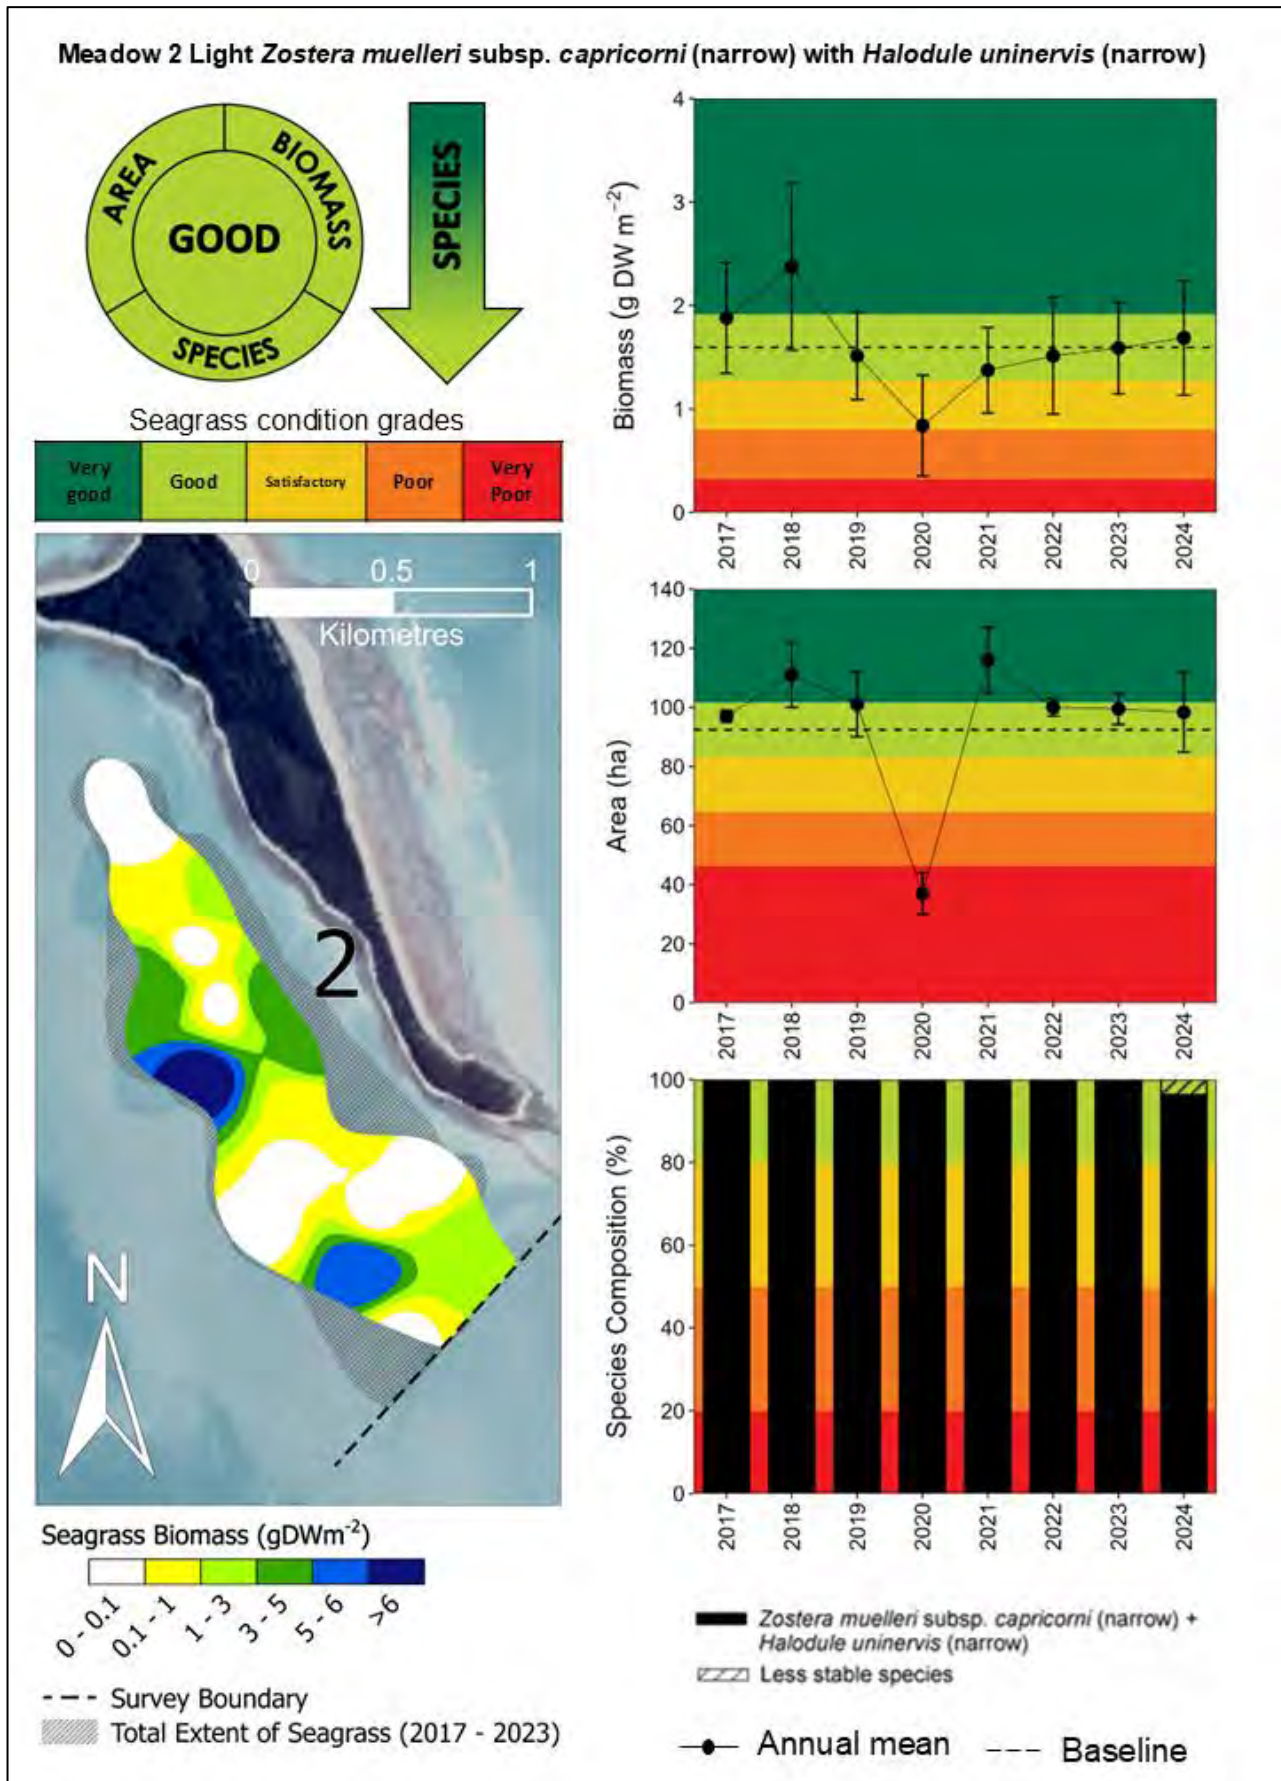 Meadow 2 Light Zostera muelleri subsp. capricorni (narrow) with Halodule uninervis (narrow)
AREA
BIOMASS
GOOD
SPECIES
SPECIES
Seagrass condition grades
Very good
Good
Satisfactory
Poor
Very Poor
0 0.5 1
Kilometres
2
N
Seagrass Biomass (gDWm-2)
0 - 0.1
0.1 - 1
1 - 3
3 - 5
5 - 6
>6
Survey Boundary
Total Extent of Seagrass (2017 - 2023)
Biomass (g DW m−2)
4
3
2
1
0
2017 2018 2019 2020 2021 2022 2023 2024
Area (ha)
140
120
100
80
60
40
20
0
2017 2018 2019 2020 2021 2022 2023 2024
Species Composition (%)
100
80
60
40
20
0
2017 2018 2019 2020 2021 2022 2023 2024
Zostera muelleri subsp. capricorni (narrow) +
Halodule uninervis (narrow)
Less stable species
Annual mean
Baseline